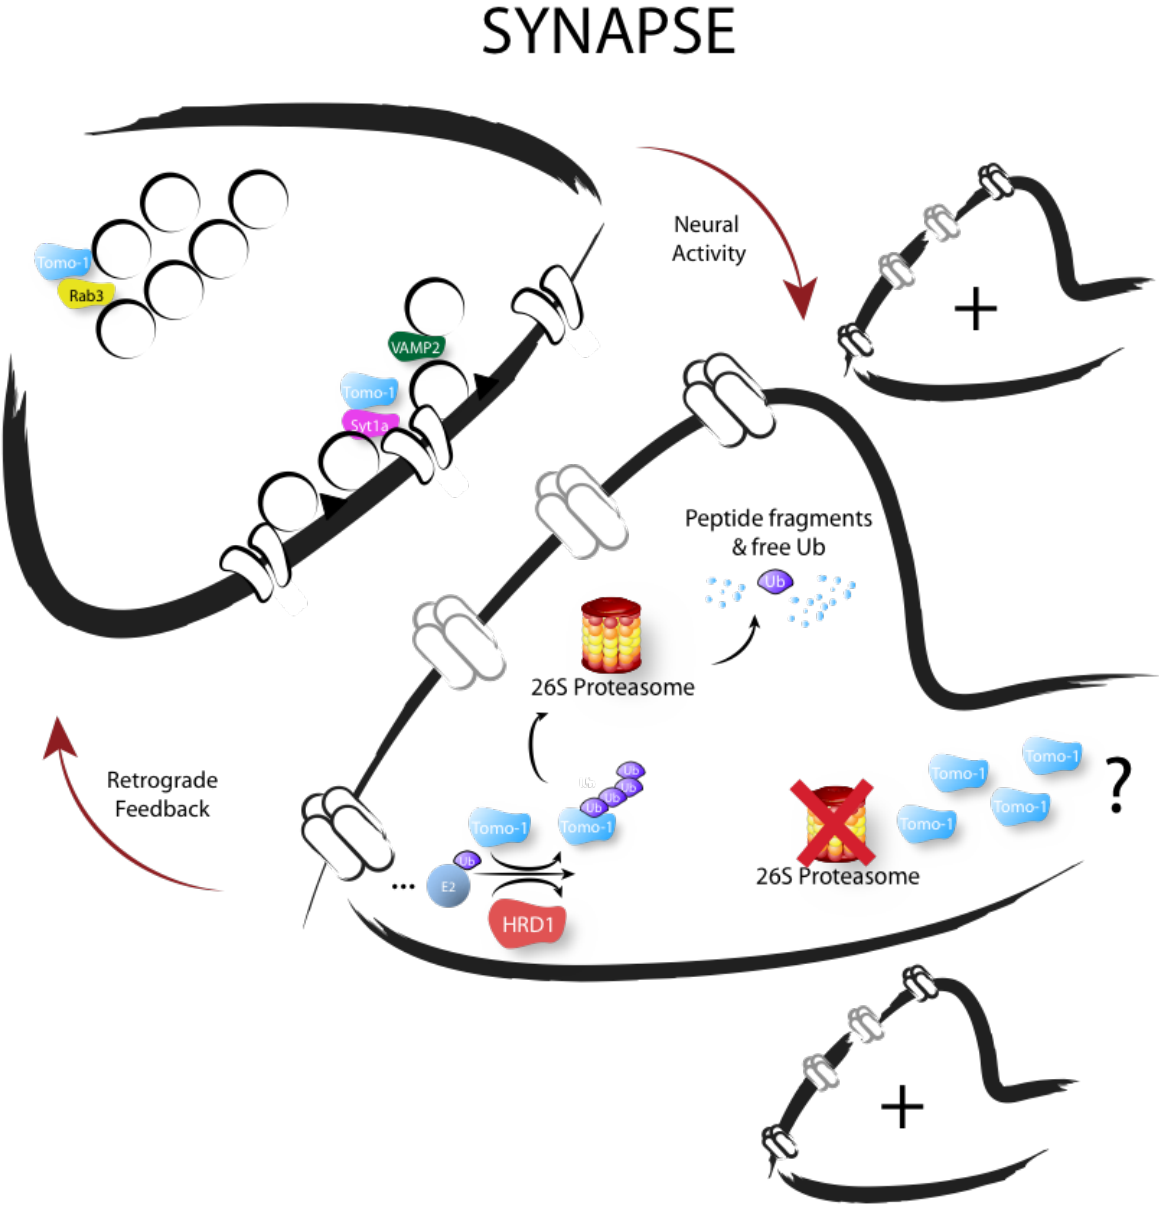 SYNAPSE
Neural
Activity
Tomo-1
Rab3
+
VAMP2
Tomo-1
Syt1a
Peptide fragments
& free Ub
Ub
26S Proteasome
Retrograde
Feedback
Tomo-1
Tomo-1
Tomo-1
Tomo-1
?
Ub
Ub
Ub
Ub
Tomo-1
Tomo-1
Ub
... E2
HRD1
26S Proteasome
+